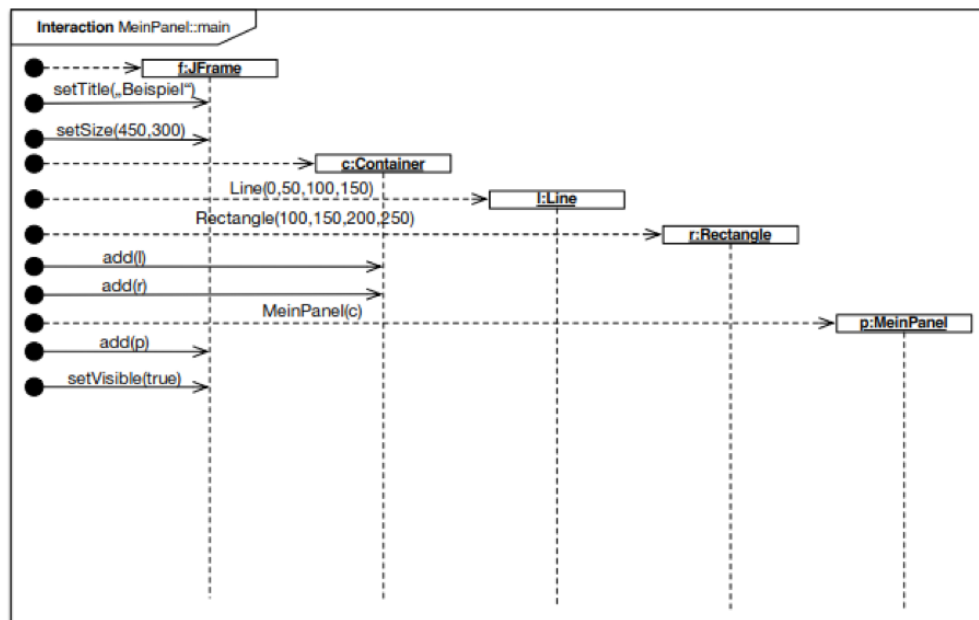 Interaction MeinPanel::main
f:JFrame
setTitle(„Beispiel“)
setSize(450,300)
c:Container
Line(0,50,100,150)
l:Line
Rectangle(100,150,200,250)
r:Rectangle
add(l)
add(r)
MeinPanel(c)
p:MeinPanel
add(p)
setVisible(true)